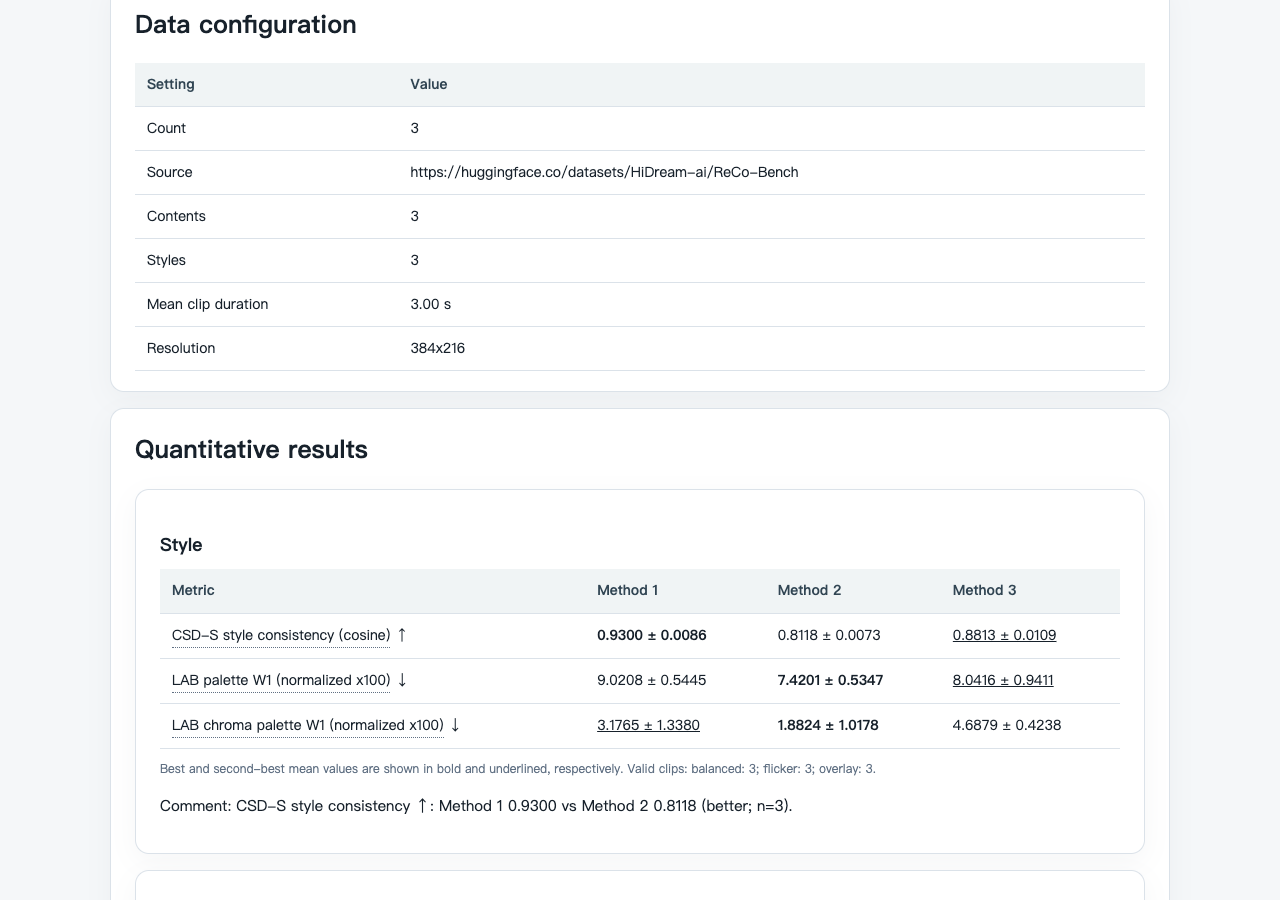 Data configuration
Setting Value
Count 3
Source https://huggingface.co/datasets/HiDream-ai/ReCo-Bench
Contents 3
Styles 3
Mean clip duration 3.00 s
Resolution 384x216
Quantitative results
Style
Metric Method 1 Method 2 Method 3
CSD-S style consistency (cosine) ↑ 0.9300 ± 0.0086 0.8118 ± 0.0073 0.8813 ± 0.0109
LAB palette W1 (normalized x100) ↓ 9.0208 ± 0.5445 7.4201 ± 0.5347 8.0416 ± 0.9411
LAB chroma palette W1 (normalized x100) ↓ 3.1765 ± 1.3380 1.8824 ± 1.0178 4.6879 ± 0.4238
Best and second-best mean values are shown in bold and underlined, respectively. Valid clips: balanced: 3; flicker: 3; overlay: 3.
Comment: CSD-S style consistency ↑: Method 1 0.9300 vs Method 2 0.8118 (better; n=3).